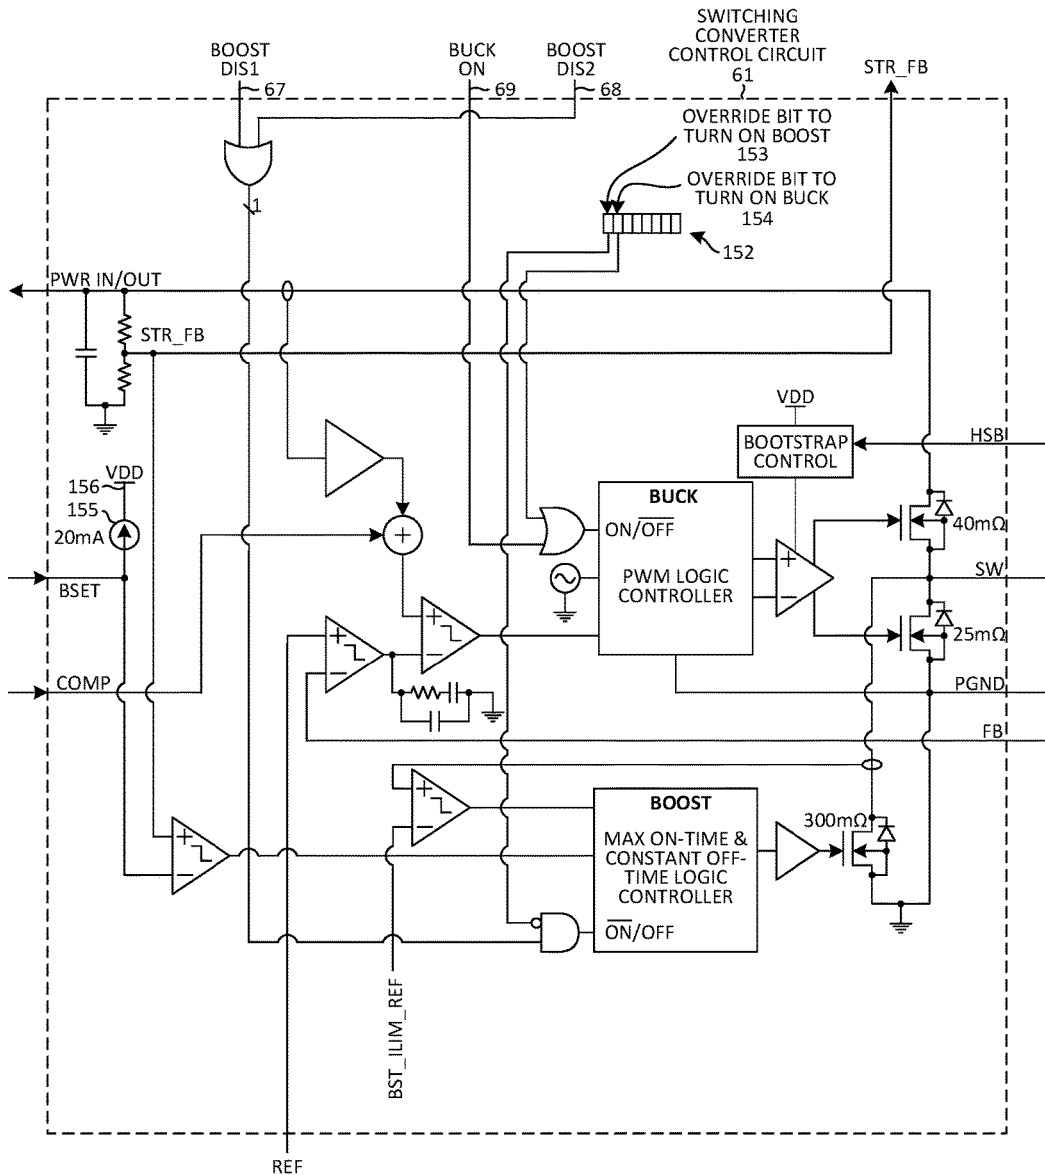 SWITCHING
CONVERTER
CONTROL CIRCUIT
61
BOOST
DIS1
67
BUCK
ON
69
BOOST
DIS2
68
STR_FB
OVERRIDE BIT TO
TURN ON BOOST
153
OVERRIDE BIT TO
TURN ON BUCK
154
152
1
PWR IN/OUT
STR_FB
VDD
156
155
20mA
BSET
COMP
VDD
BOOTSTRAP
CONTROL
HSB
BUCK
ON/OFF
PWM LOGIC
CONTROLLER
+
−
40mΩ
SW
25mΩ
PGND
FB
+
+
−
+
−
+
−
BOOST
MAX ON-TIME &
CONSTANT OFF-
TIME LOGIC
CONTROLLER
ON/OFF
300mΩ
+
−
BST_ILIM_REF
REF